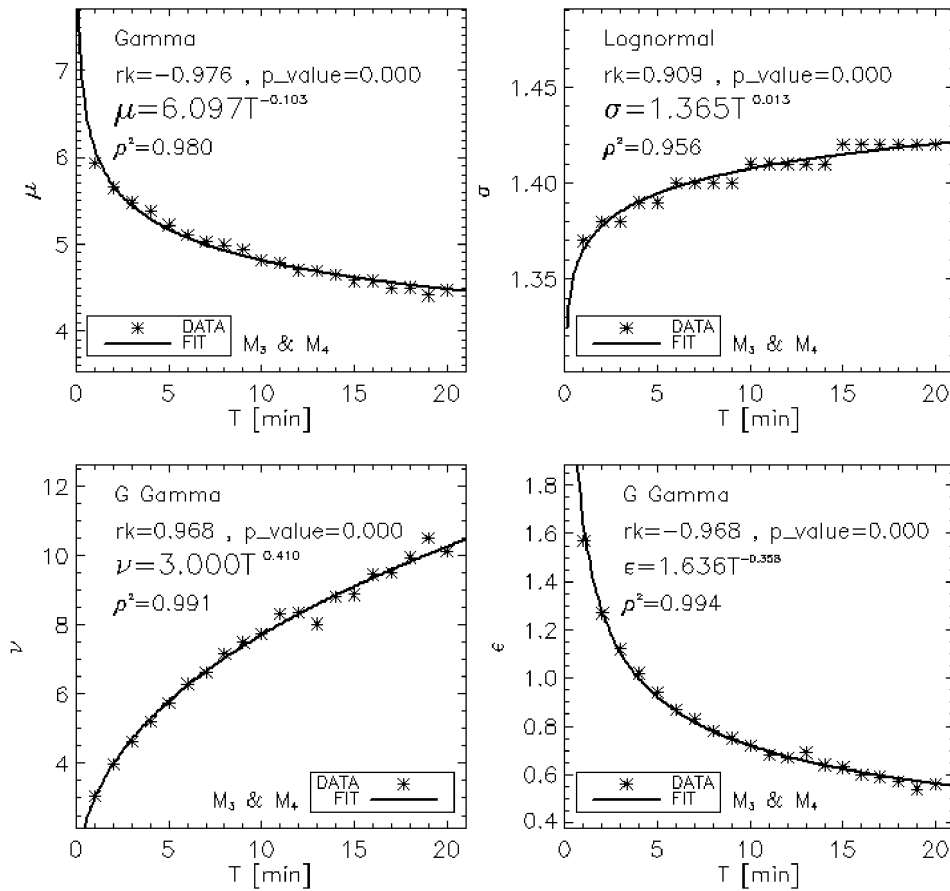 Gamma
rk=−0.976 , p_value=0.000
μ=6.097T^−0.103
ρ²=0.980
7
6
5
4
μ
DATA
FIT
M₃ & M₄
0 5 10 15 20
T [min]
Lognormal
rk=0.909 , p_value=0.000
σ=1.365T^0.013
ρ²=0.956
1.45
1.40
1.35
σ
DATA
FIT
M₃ & M₄
0 5 10 15 20
T [min]
G Gamma
rk=0.968 , p_value=0.000
ν=3.000T^0.410
ρ²=0.991
12
10
8
6
4
ν
DATA
FIT
M₃ & M₄
0 5 10 15 20
T [min]
G Gamma
rk=−0.968 , p_value=0.000
ϵ=1.636T^−0.358
ρ²=0.994
1.8
1.6
1.4
1.2
1.0
0.8
0.6
0.4
ϵ
DATA
FIT
M₃ & M₄
0 5 10 15 20
T [min]